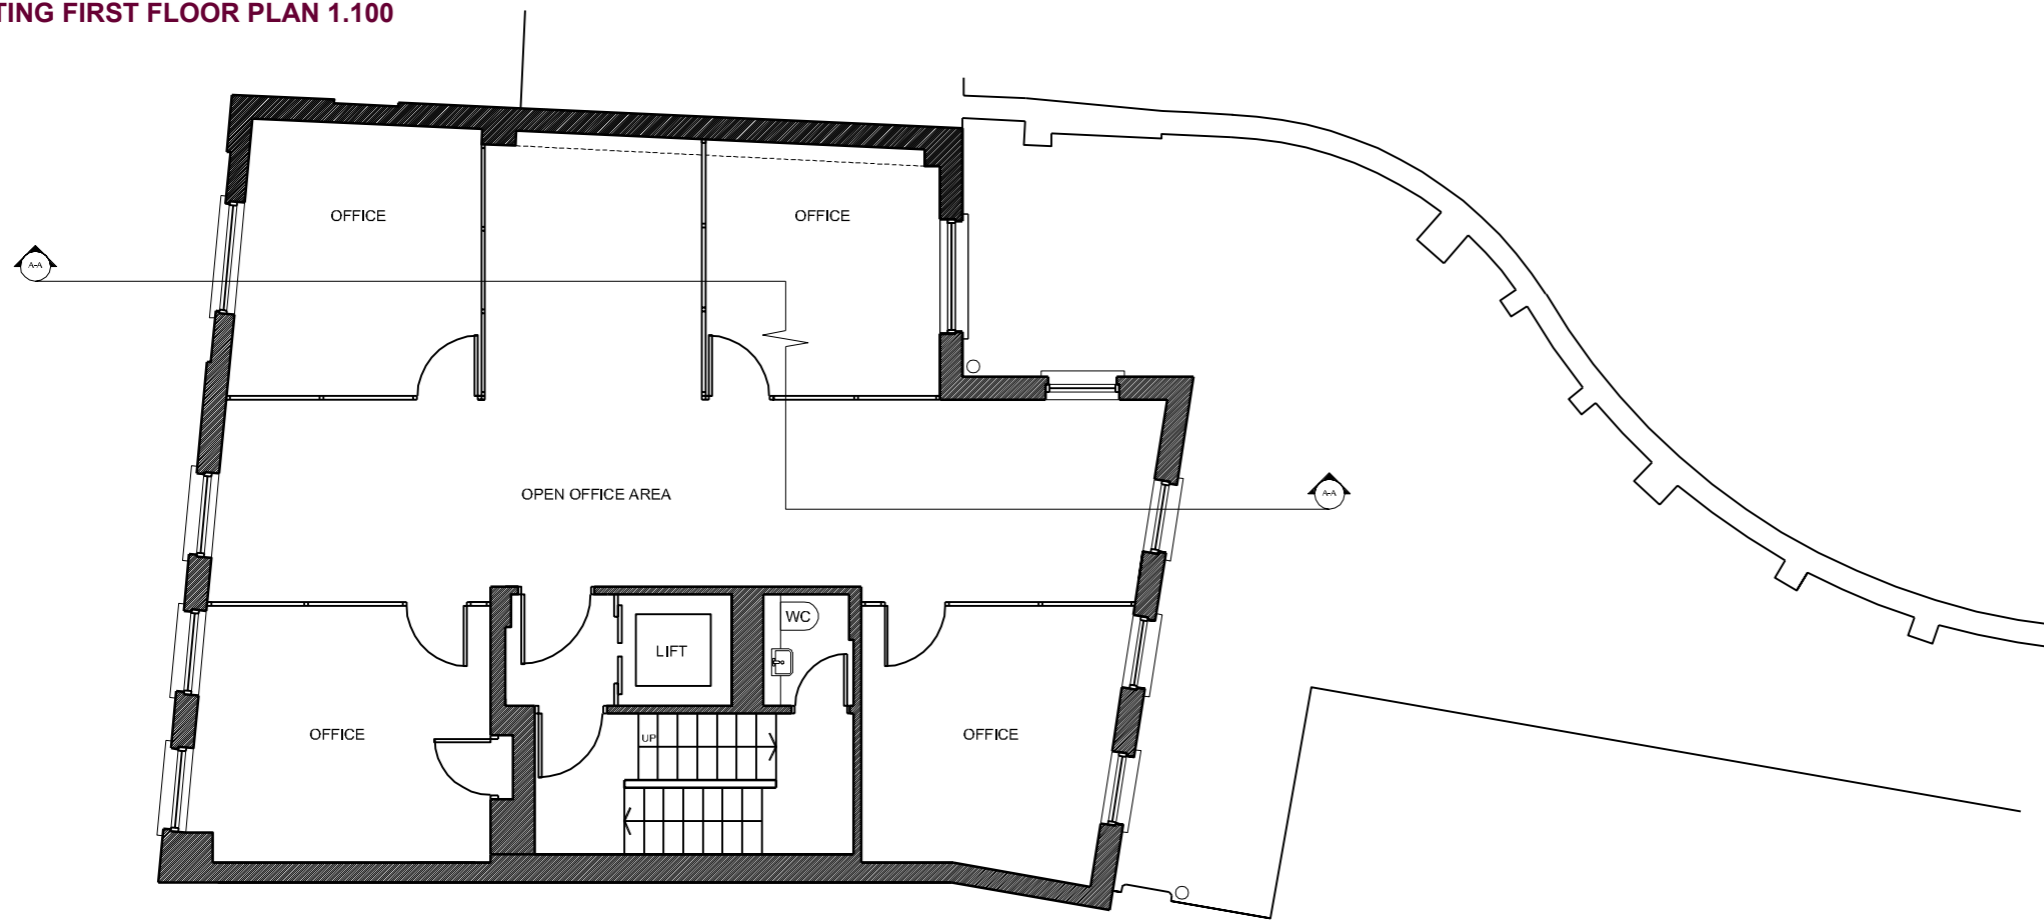 TING FIRST FLOOR PLAN 1.100
OFFICE
OFFICE
A-A
OPEN OFFICE AREA
A-A
WC
LIFT
OFFICE
UP
OFFICE